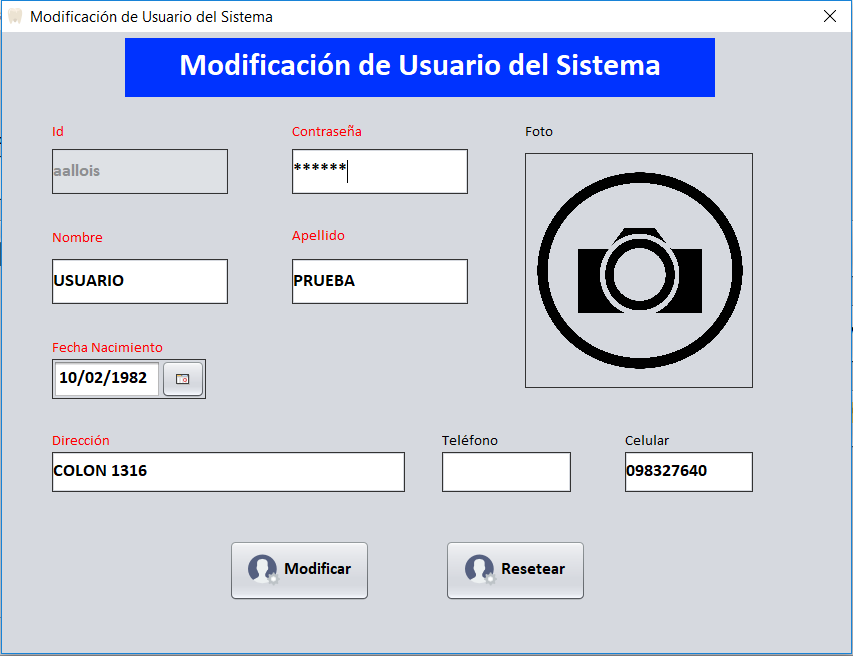 Modificación de Usuario del Sistema
Modificación de Usuario del Sistema
Id
Contraseña
Foto
aallois
******
Nombre
Apellido
USUARIO
PRUEBA
Fecha Nacimiento
10/02/1982
Dirección
Teléfono
Celular
COLON 1316
098327640
Modificar
Resetear